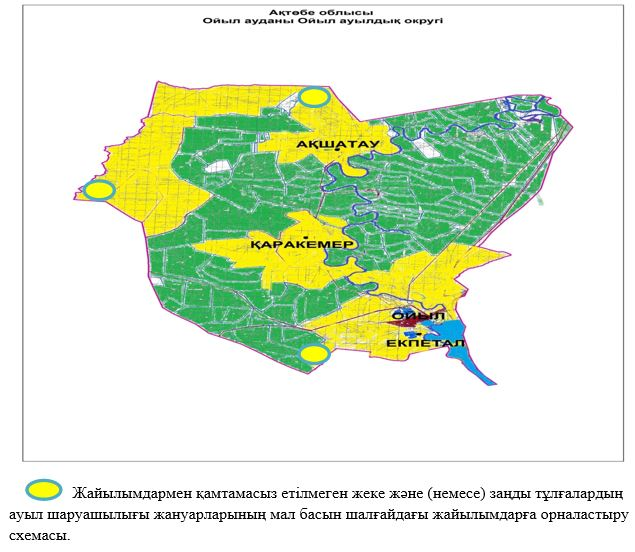 Ақтөбе облысы
Ойыл ауданы Ойыл ауылдық округі
АҚШАТАУ
ҚАРАКЕМЕР
ОЙЫЛ
ЕКПЕТАЛ
Жайылымдармен қамтамасыз етілмеген жеке және (немесе) заңды тұлғалардың
ауыл шаруашылығы жануарларының мал басын шалғайдағы жайылымдарға орналастыру
схемасы.